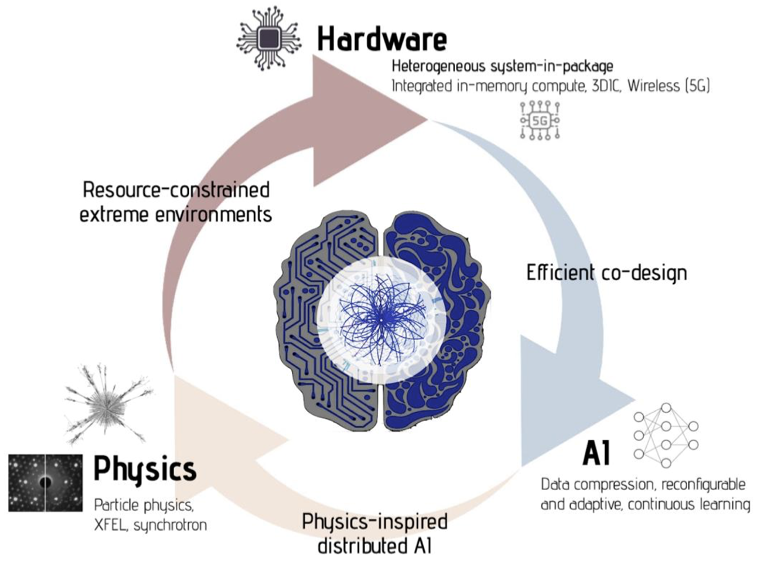 Hardware
Heterogeneous system-in-package
Integrated in-memory compute, 3DIC, Wireless (5G)
5G
Resource-constrained
extreme environments
Efficient co-design
AI
Data compression, reconfigurable
and adaptive, continuous learning
Physics
Particle physics,
XFEL, synchrotron
Physics-inspired
distributed AI